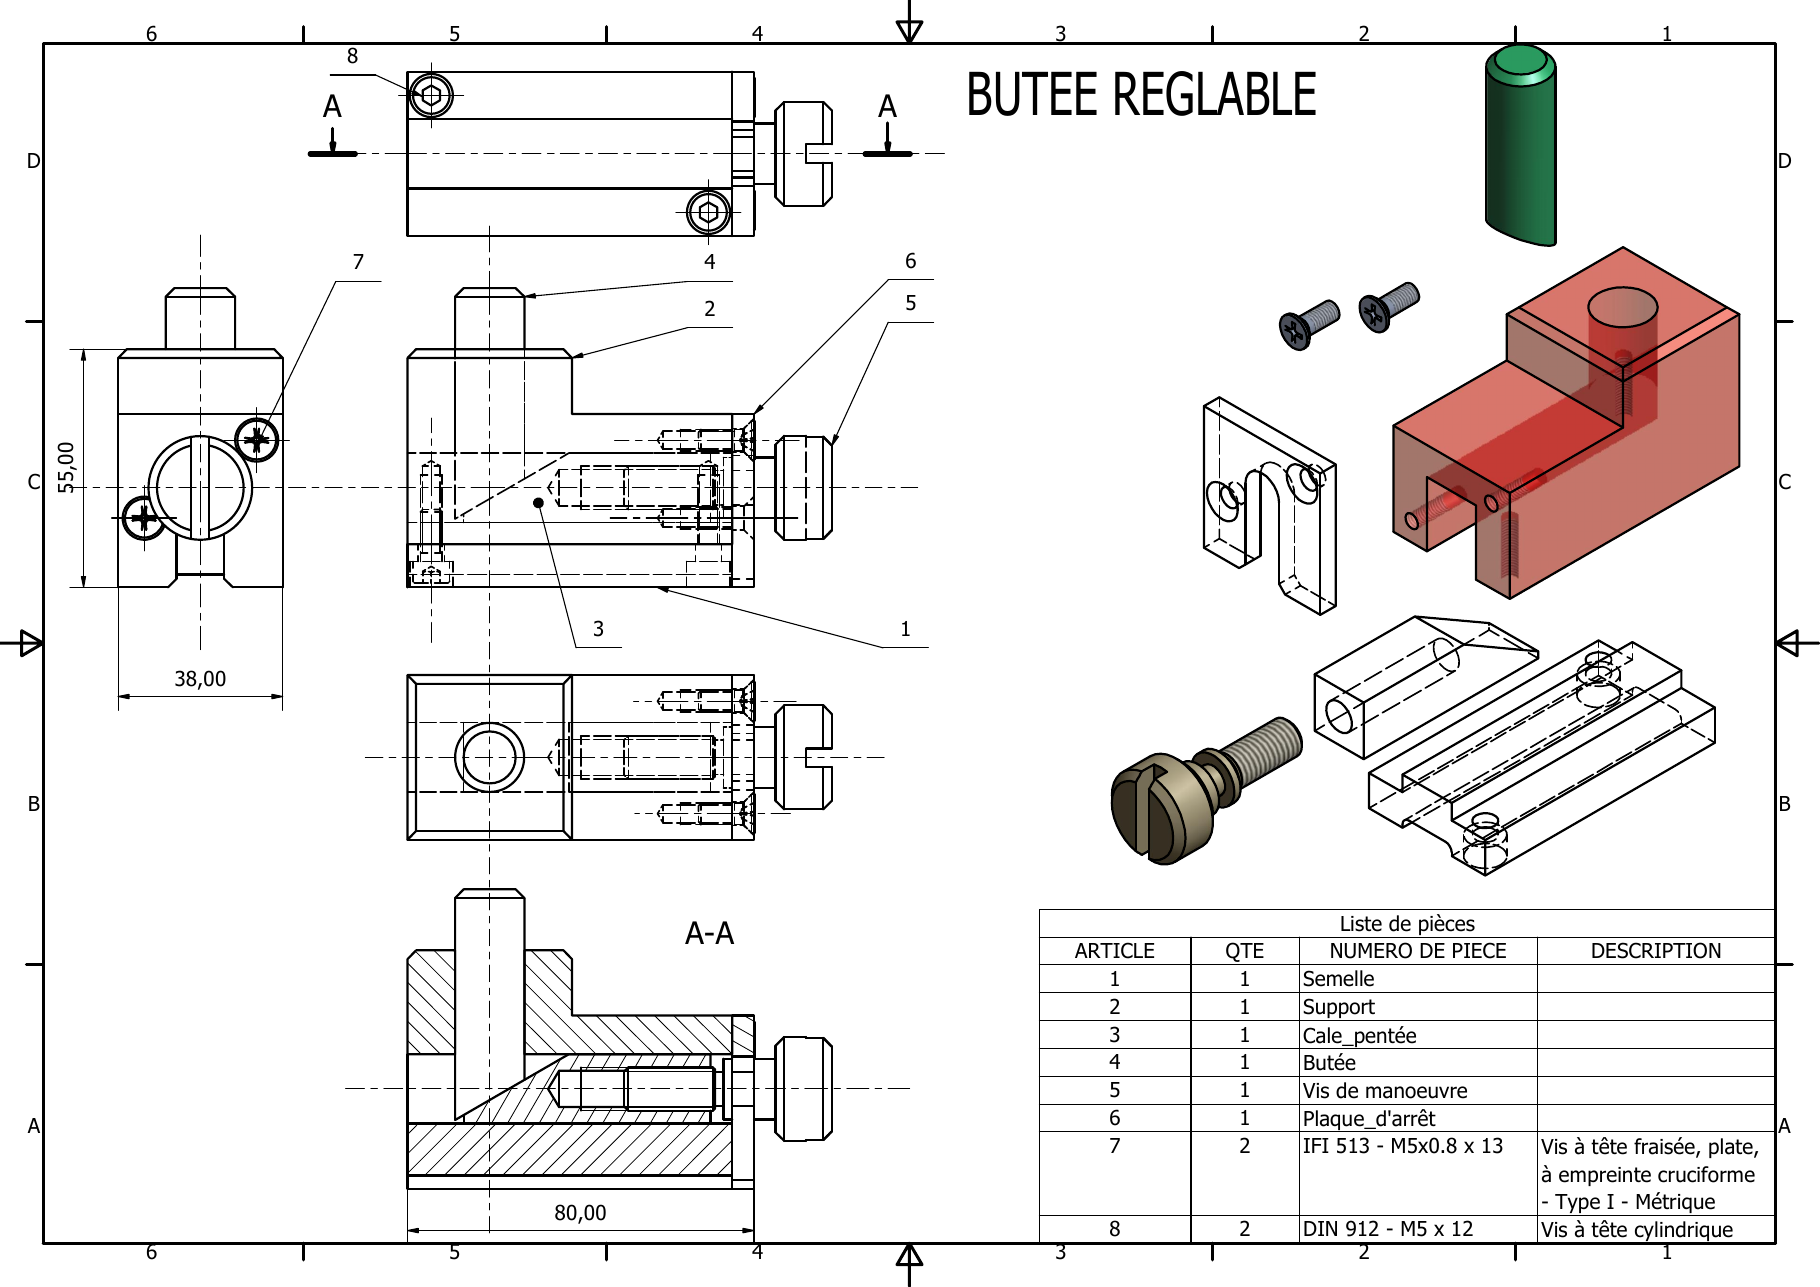 6 5 4 3 2 1
BUTEE REGLABLE
8
A A
D D
7
4
6
2
5
55,00
C C
3
1
38,00
B B
A-A
Liste de pièces
ARTICLE QTE NUMERO DE PIECE DESCRIPTION
1 1 Semelle
2 1 Support
3 1 Cale_pentée
4 1 Butée
5 1 Vis de manoeuvre
6 1 Plaque_d'arrêt
7 2 IFI 513 - M5x0.8 x 13 Vis à tête fraisée, plate,
à empreinte cruciforme
- Type I - Métrique
8 2 DIN 912 - M5 x 12 Vis à tête cylindrique
A A
80,00
6 5 4 3 2 1